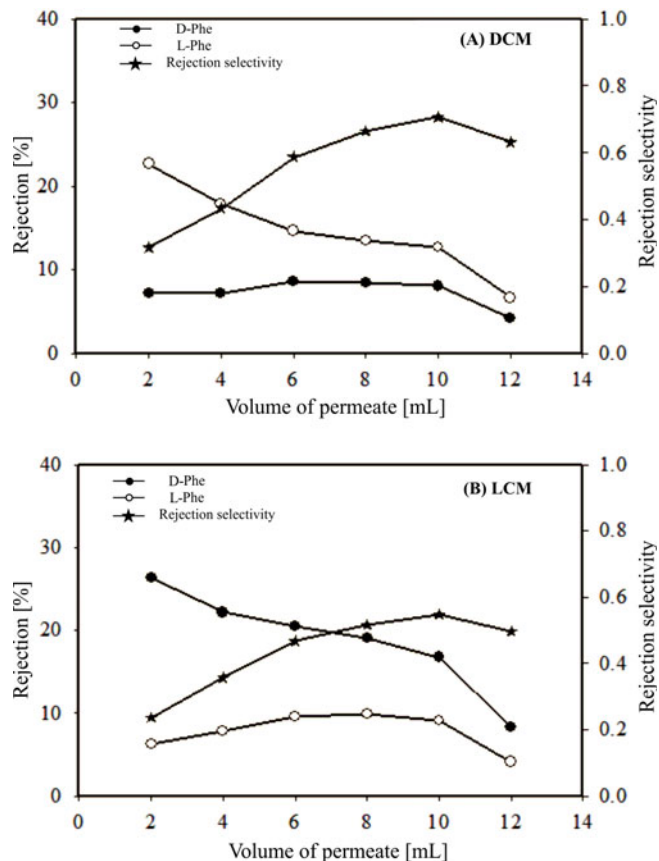 40
30
20
10
0
Rejection [%]
D-Phe
L-Phe
Rejection selectivity
(A) DCM
1.0
0.8
0.6
0.4
0.2
0.0
Rejection selectivity
0 2 4 6 8 10 12 14
Volume of permeate [mL]
40
30
20
10
0
Rejection [%]
D-Phe
L-Phe
Rejection selectivity
(B) LCM
1.0
0.8
0.6
0.4
0.2
0.0
Rejection selectivity
0 2 4 6 8 10 12 14
Volume of permeate [mL]